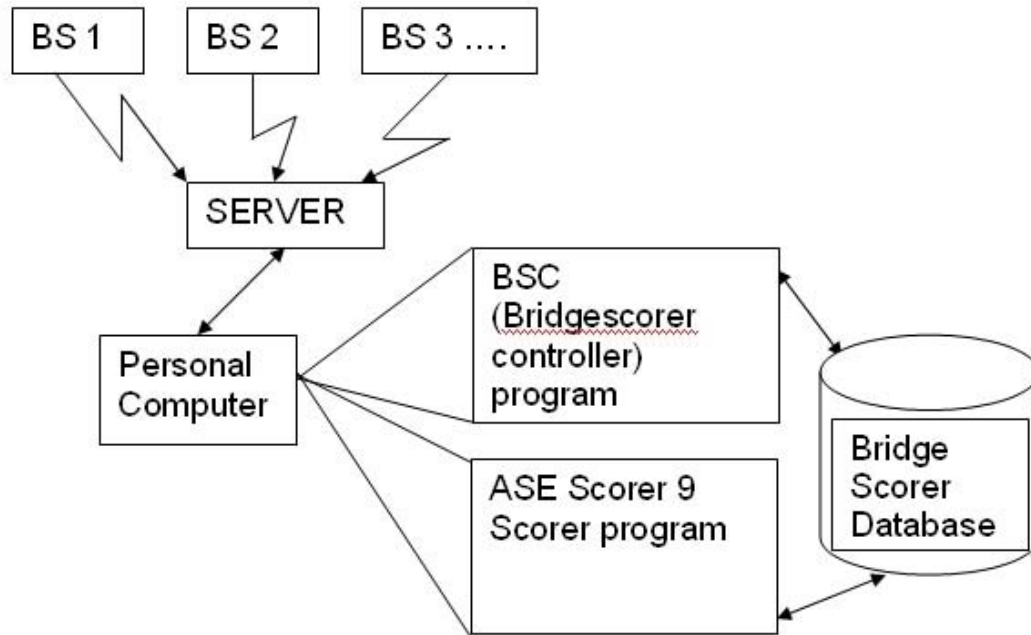 BS 1
BS 2
BS 3 ....
SERVER
Personal
Computer
BSC
(Bridgescorer
controller)
program
ASE Scorer 9
Scorer program
Bridge
Scorer
Database